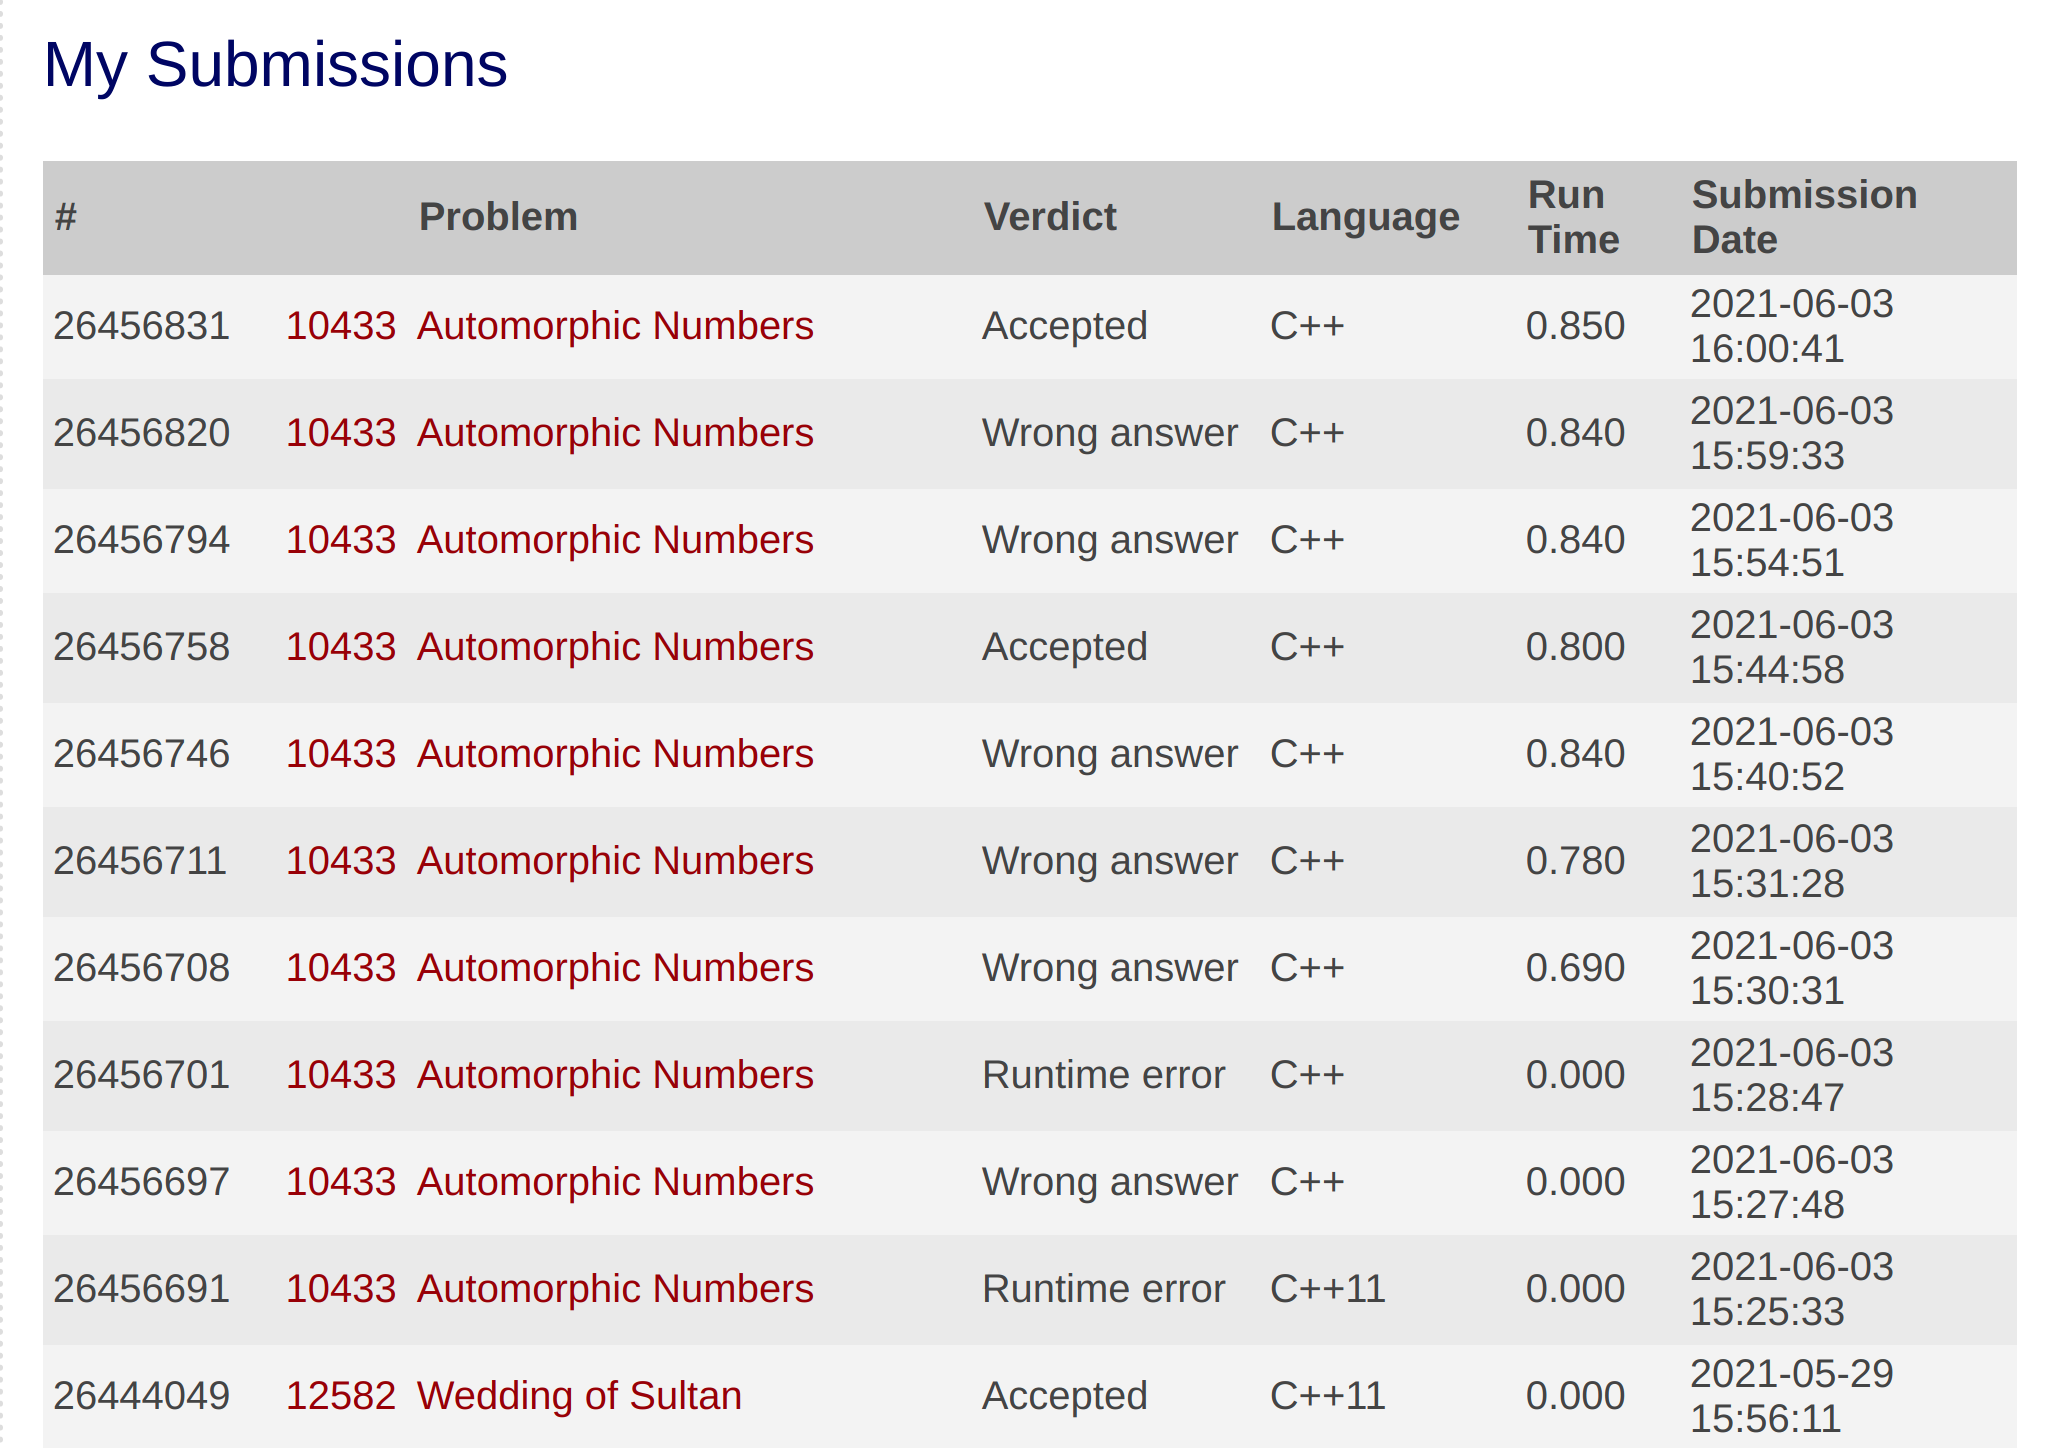 My Submissions
# Problem Verdict Language Run Time Submission Date
26456831 10433 Automorphic Numbers Accepted C++ 0.850 2021-06-03 16:00:41
26456820 10433 Automorphic Numbers Wrong answer C++ 0.840 2021-06-03 15:59:33
26456794 10433 Automorphic Numbers Wrong answer C++ 0.840 2021-06-03 15:54:51
26456758 10433 Automorphic Numbers Accepted C++ 0.800 2021-06-03 15:44:58
26456746 10433 Automorphic Numbers Wrong answer C++ 0.840 2021-06-03 15:40:52
26456711 10433 Automorphic Numbers Wrong answer C++ 0.780 2021-06-03 15:31:28
26456708 10433 Automorphic Numbers Wrong answer C++ 0.690 2021-06-03 15:30:31
26456701 10433 Automorphic Numbers Runtime error C++ 0.000 2021-06-03 15:28:47
26456697 10433 Automorphic Numbers Wrong answer C++ 0.000 2021-06-03 15:27:48
26456691 10433 Automorphic Numbers Runtime error C++11 0.000 2021-06-03 15:25:33
26444049 12582 Wedding of Sultan Accepted C++11 0.000 2021-05-29 15:56:11